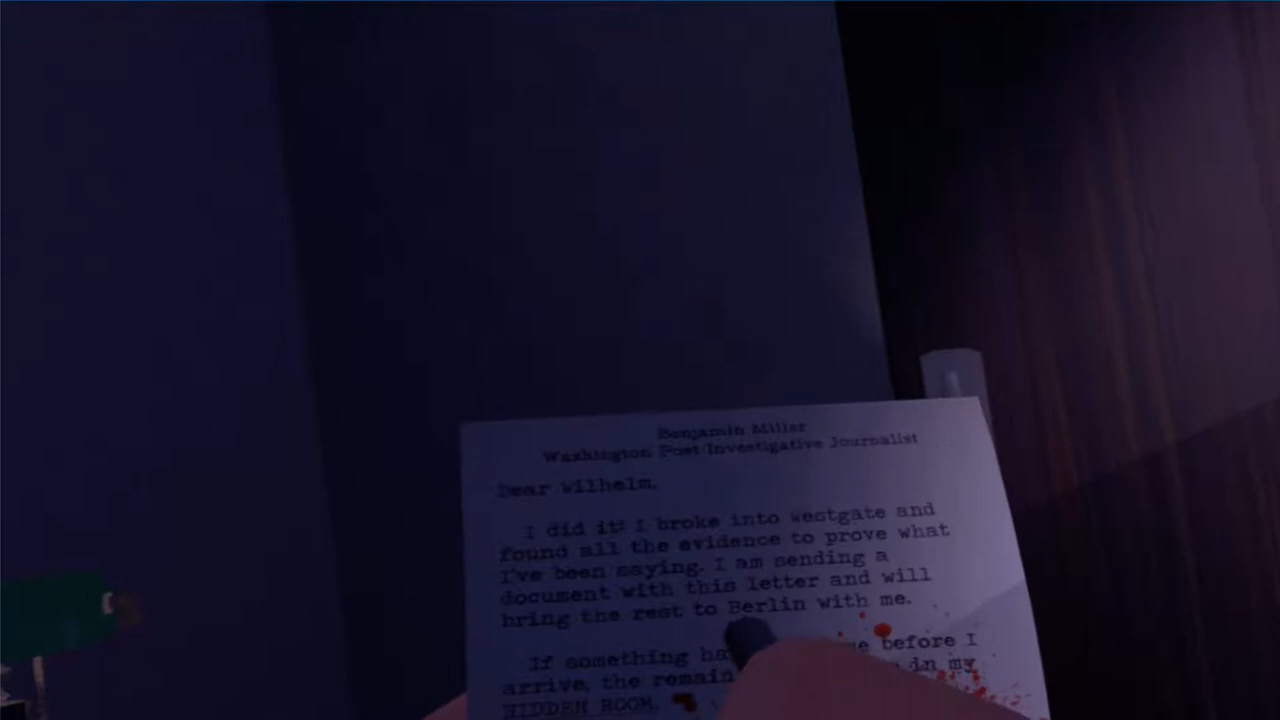 Benjamin Miller
Washington Post Investigative Journalist
Dear Wilhelm,
I did it! I broke into Westgate and
found all the evidence to prove what
I've been saying. I am sending a
document with this letter and will
bring the rest to Berlin with me.
If something ha e before I
arrive, the remain in my
HIDDEN ROOM.